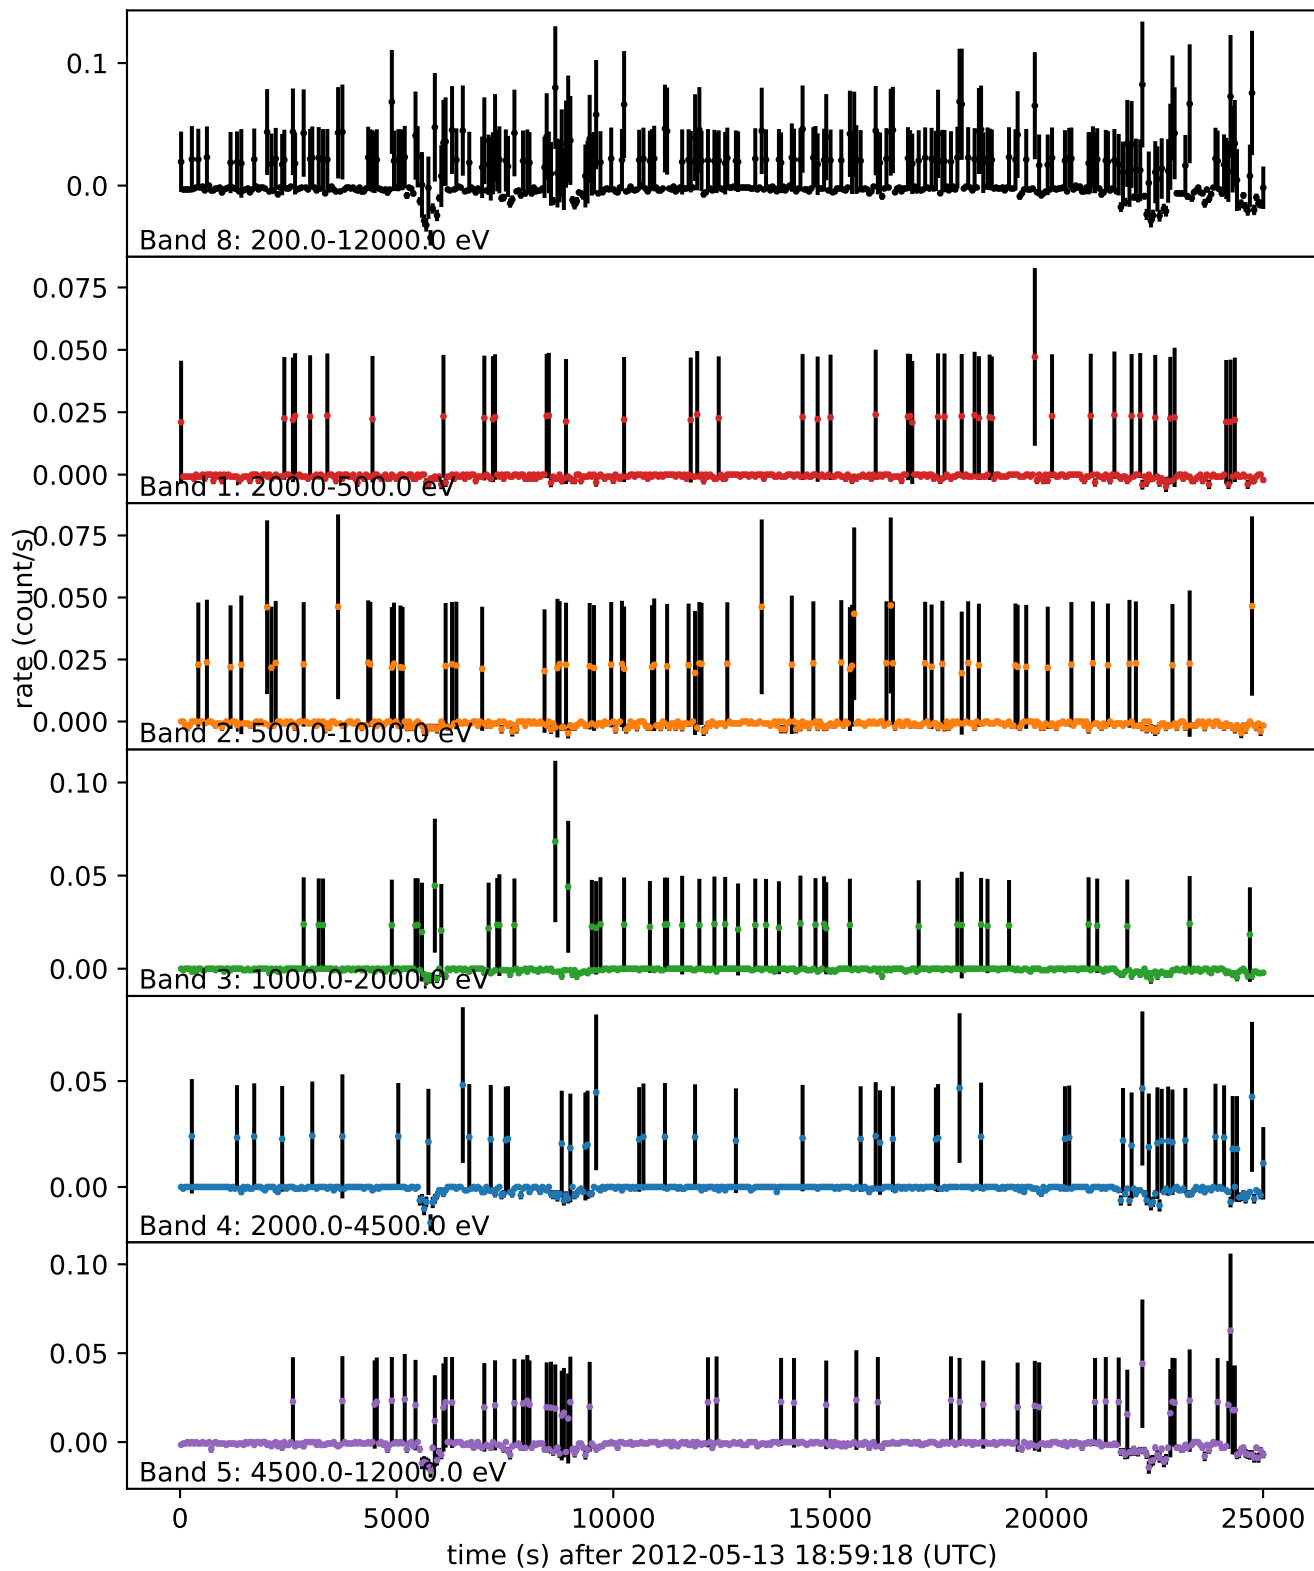 0.1
0.0
Band 8: 200.0-12000.0 eV
0.075
0.050
0.025
0.000
Band 1: 200.0-500.0 eV
rate (count/s)
0.075
0.050
0.025
0.000
Band 2: 500.0-1000.0 eV
0.10
0.05
0.00
Band 3: 1000.0-2000.0 eV
0.05
0.00
Band 4: 2000.0-4500.0 eV
0.10
0.05
0.00
Band 5: 4500.0-12000.0 eV
0 5000 10000 15000 20000 25000
time (s) after 2012-05-13 18:59:18 (UTC)